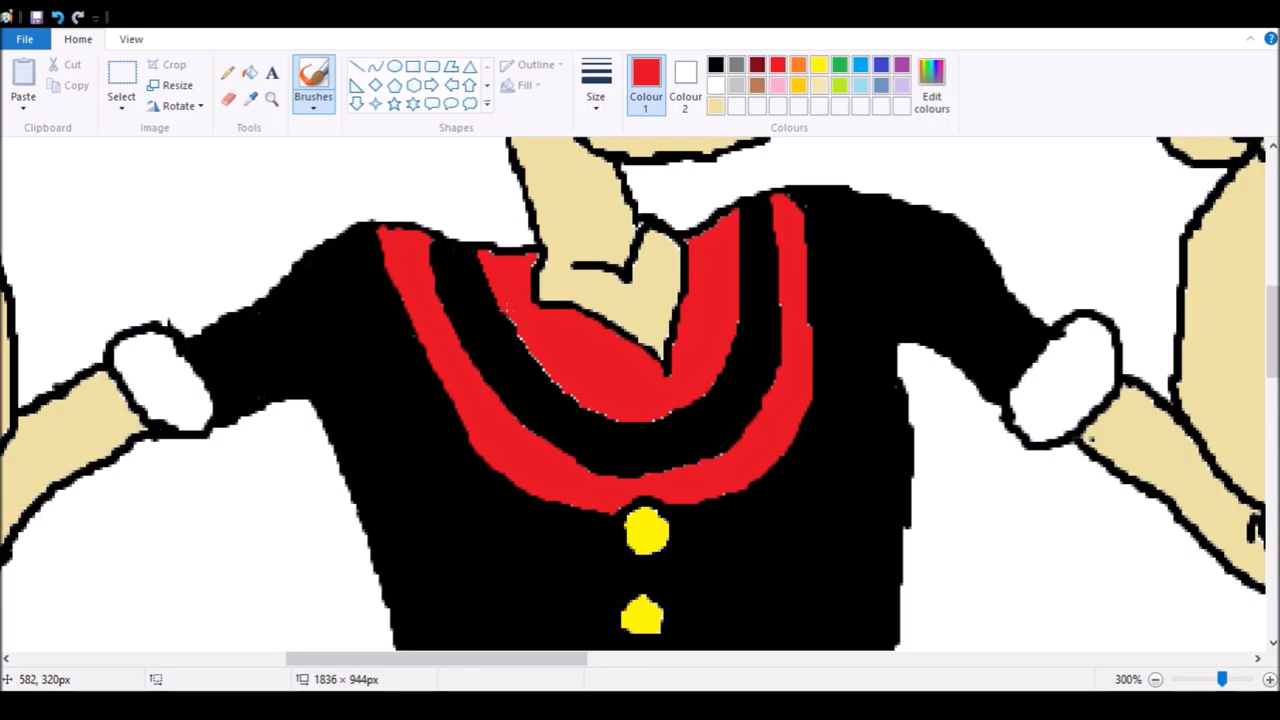 File Home View
Paste
Cut
Copy
Clipboard
Select
Crop
Resize
Rotate
Image
A
Tools
Brushes
Outline
Fill
Shapes
Size
Colour 1
Colour 2
Edit colours
Colours
582, 320px
1836 × 944px
300%